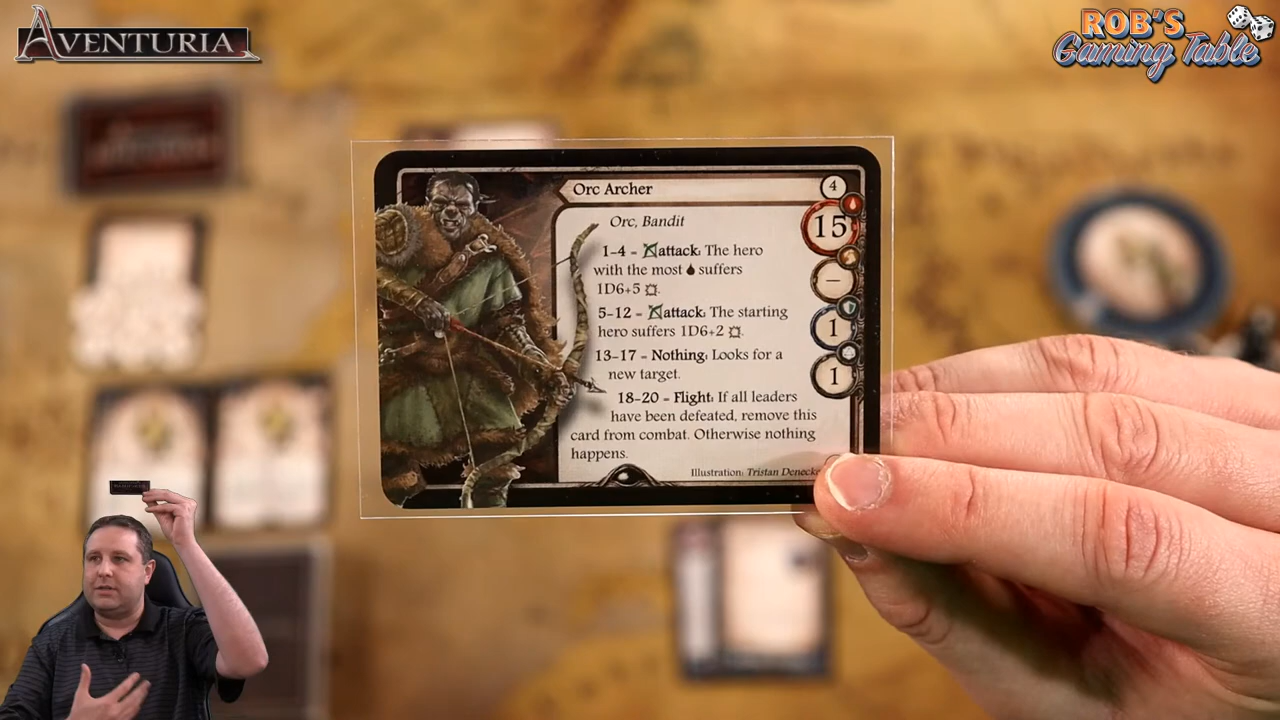 AVENTURIA
ROB'S
Gaming Table
Orc Archer
4
Orc, Bandit
15
1-4 – attack: The hero
with the most suffers
1D6+5
–
5-12 – attack: The starting
hero suffers 1D6+2
1
13-17 – Nothing: Looks for a
new target.
1
18-20 – Flight: If all leaders
have been defeated, remove this
card from combat. Otherwise nothing
happens.
Illustration: Tristan Denecke